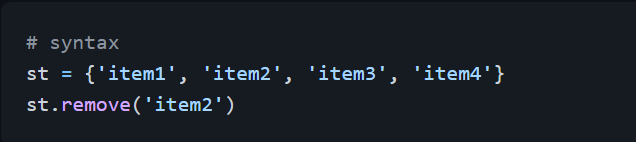 # syntax
st = {'item1', 'item2', 'item3', 'item4'}
st.remove('item2')